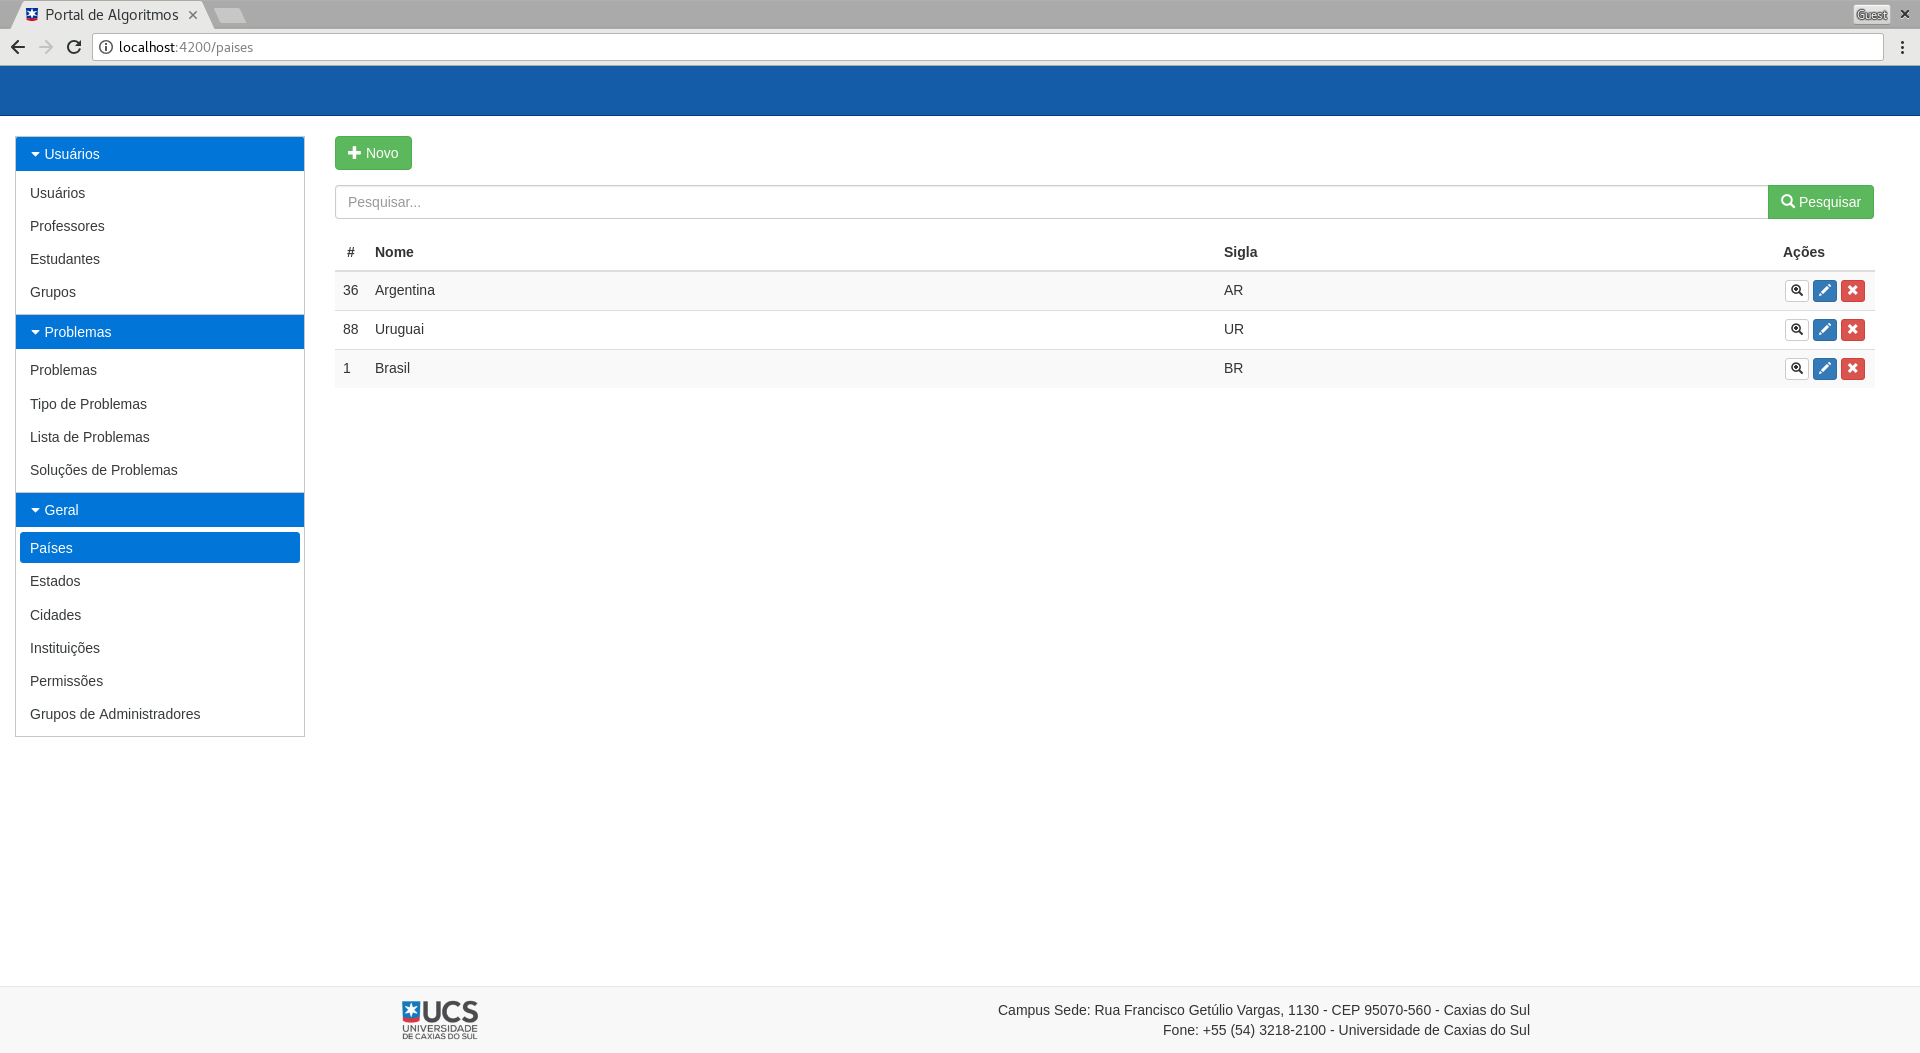 Portal de Algoritmos
Guest
localhost:4200/paises
Usuários
Usuários
Professores
Estudantes
Grupos
Problemas
Problemas
Tipo de Problemas
Lista de Problemas
Soluções de Problemas
Geral
Países
Estados
Cidades
Instituições
Permissões
Grupos de Administradores
Novo
Pesquisar... Pesquisar
# Nome Sigla Ações
36 Argentina AR
88 Uruguai UR
1 Brasil BR
UCS
UNIVERSIDADE
DE CAXIAS DO SUL
Campus Sede: Rua Francisco Getúlio Vargas, 1130 - CEP 95070-560 - Caxias do Sul
Fone: +55 (54) 3218-2100 - Universidade de Caxias do Sul